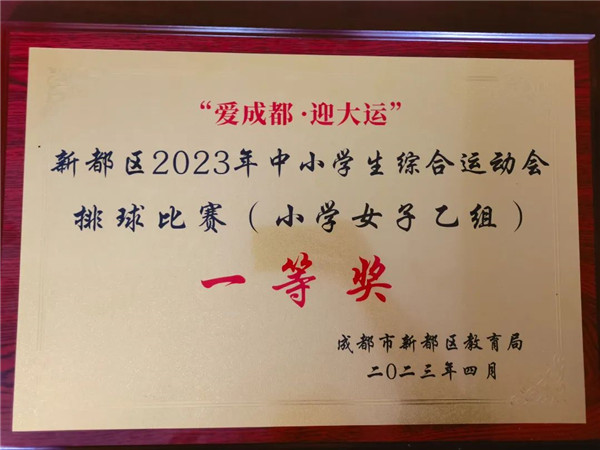 “爱成都·迎大运”
新都区2023年中小学生综合运动会
排球比赛（小学女子乙组）
一等奖
成都市新都区教育局
二〇二三年四月